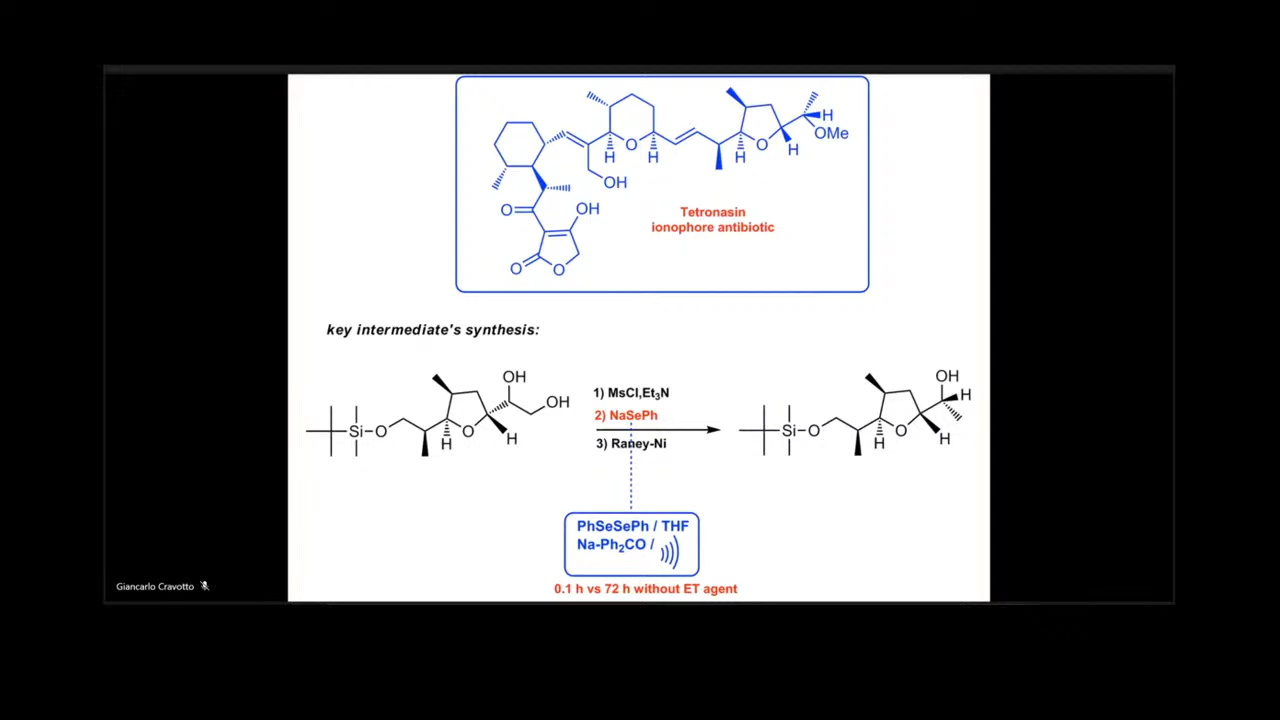 H
OMe
H
O
H
O
H
H
OH
O
OH
O
O
Tetronasin
ionophore antibiotic
key intermediate's synthesis:
OH
OH
Si
O
O
H
H
1) MsCl,Et3N
2) NaSePh
3) Raney-Ni
OH
H
Si
O
O
H
H
PhSeSePh / THF
Na-Ph2CO /
0.1 h vs 72 h without ET agent
Giancarlo Cravotto